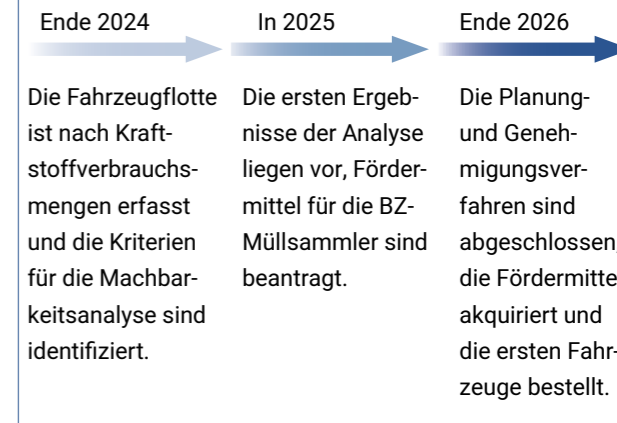 Ende 2024
Die Fahrzeugflotte
ist nach Kraft-
stoffverbrauchs-
mengen erfasst
und die Kriterien
für die Machbar-
keitsanalyse sind
identifiziert.
In 2025
Die ersten Ergeb-
nisse der Analyse
liegen vor, Förder-
mittel für die BZ-
Müllsammler sind
beantragt.
Ende 2026
Die Planung-
und Geneh-
migungsver-
fahren sind
abgeschlossen,
die Fördermitte
akquiriert und
die ersten Fahr-
zeuge bestellt.